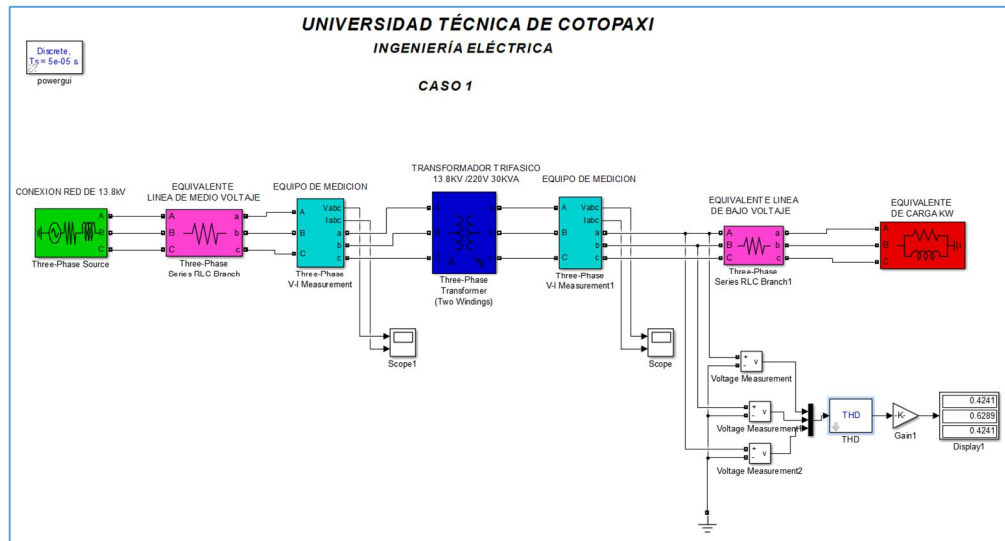 UNIVERSIDAD TÉCNICA DE COTOPAXI
INGENIERÍA ELÉCTRICA
CASO 1
Discrete,
Ts = 5e-05 s.
powergui
CONEXION RED DE 13.8kV
A
B
C
Three-Phase Source
EQUIVALENTE
LINEA DE MEDIO VOLTAJE
A a
B b
C c
Three-Phase
Series RLC Branch
EQUIPO DE MEDICION
Vabc
Iabc
A a
B b
C c
Three-Phase
V-I Measurement
TRANSFORMADOR TRIFASICO
13.8KV /220V 30KVA
Three-Phase
Transformer
(Two Windings)
EQUIPO DE MEDICION
Vabc
Iabc
A a
B b
C c
Three-Phase
V-I Measurement1
EQUIVALENTE LINEA
DE BAJO VOLTAJE
A a
B b
C c
Three-Phase
Series RLC Branch1
EQUIVALENTE
DE CARGA KW
A
B
C
Scope1
Scope
+
- v
Voltage Measurement
+
- v
Voltage Measurement
+
- v
Voltage Measurement2
THD
THD
-K-
Gain1
0.4241
0.6289
0.4241
Display1